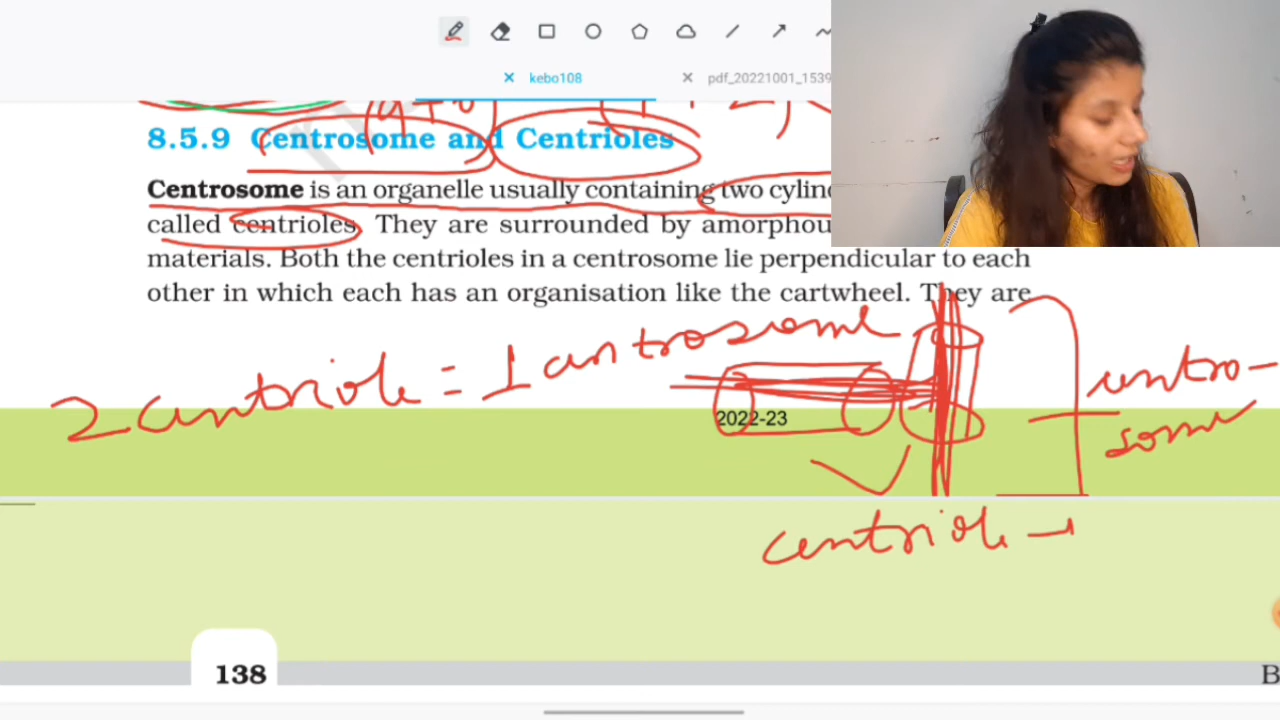 kebo108
pdf_20221001_1539
8.5.9 Centrosome and Centrioles
Centrosome is an organelle usually containing two cylin
called centrioles. They are surrounded by amorphou
materials. Both the centrioles in a centrosome lie perpendicular to each
other in which each has an organisation like the cartwheel. They are
2 centriole = 1 centrosome
centro-
some
2022-23
centriole
138
B